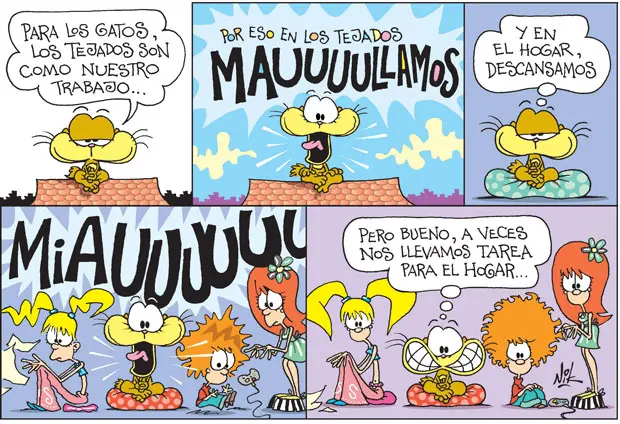 PARA LOS GATOS,
LOS TEJADOS SON
COMO NUESTRO
TRABAJO...
POR ESO EN LOS TEJADOS
MAUUUULLAMOS
Y EN
EL HOGAR,
DESCANSAMOS
MiAUUUUUUU
PERO BUENO, A VECES
NOS LLEVAMOS TAREA
PARA EL HOGAR...
NiK